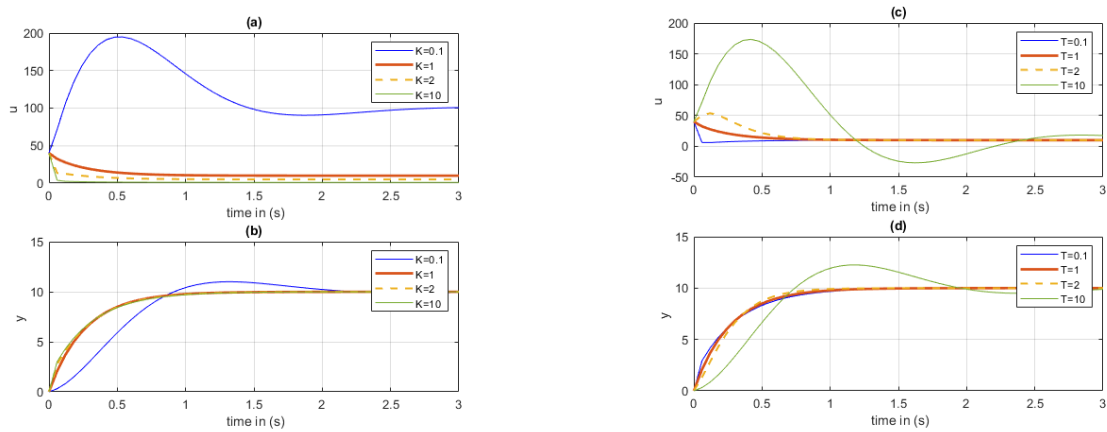 (a)
200
150
100
50
0
u
K=0.1
K=1
K=2
K=10
0 0.5 1 1.5 2 2.5 3
time in (s)
(b)
15
10
5
0
y
K=0.1
K=1
K=2
K=10
0 0.5 1 1.5 2 2.5 3
time in (s)
(c)
200
150
100
50
0
-50
u
T=0.1
T=1
T=2
T=10
0 0.5 1 1.5 2 2.5 3
time in (s)
(d)
15
10
5
0
y
T=0.1
T=1
T=2
T=10
0 0.5 1 1.5 2 2.5 3
time in (s)